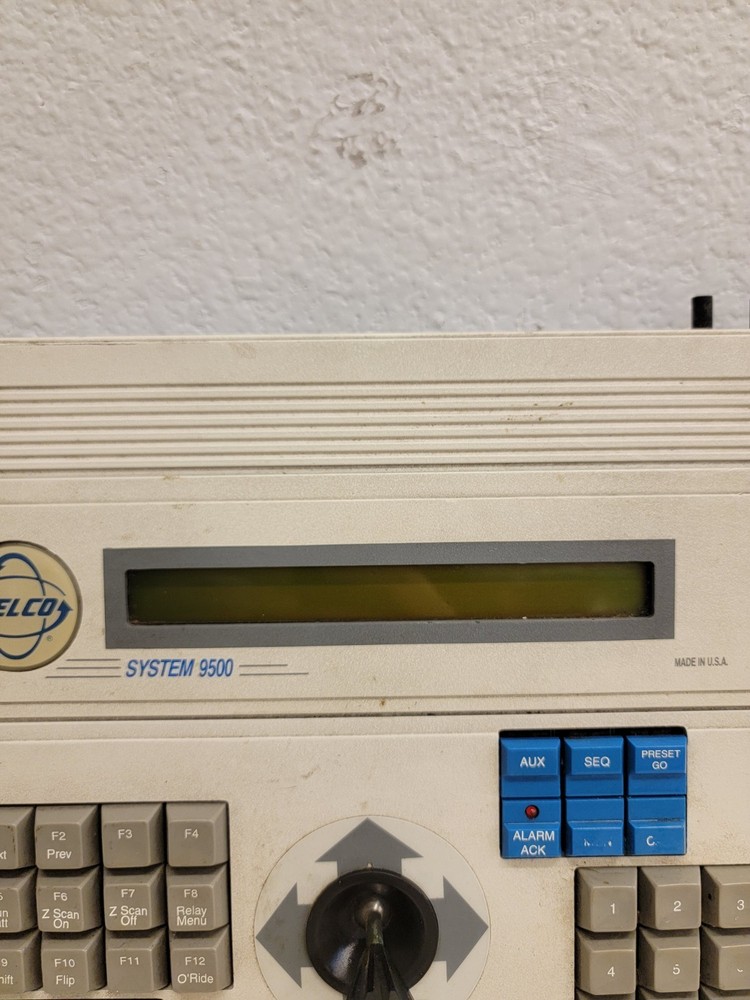 ELCO
®
SYSTEM 9500
MADE IN U.S.A.
AUX
SEQ
PRESET
GO
ALARM
ACK
F2
Prev
F3
F4
F6
Z Scan
On
F7
Z Scan
Off
F8
Relay
Menu
F10
Flip
F11
F12
O'Ride
1
2
3
4
5